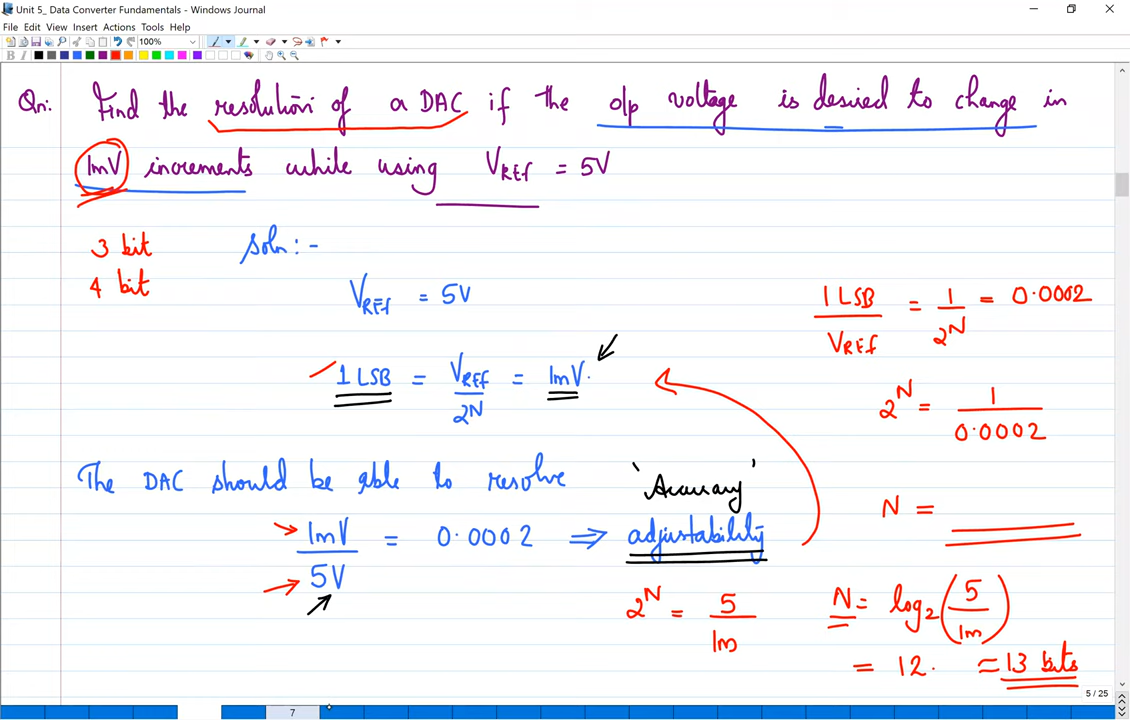 Unit 5_ Data Converter Fundamentals - Windows Journal
File Edit View Insert Actions Tools Help
100%
B I
Qn: Find the resolution of a DAC if the o/p voltage is desired to change in
1mV increments while using VREF = 5V
3 bit
4 bit
Soln: -
VREF = 5V
1 LSB = VREF / 2N = 1mV.
The DAC should be able to resolve
1mV / 5V = 0.0002 ⇒ adjustability
'Accuracy'
2^N = 5 / 1m
1 LSB / VREF = 1 / 2^N = 0.0002
2^N = 1 / 0.0002
N =
N = log2 (5 / 1m)
= 12. ≈ 13 bits
5 / 25
7